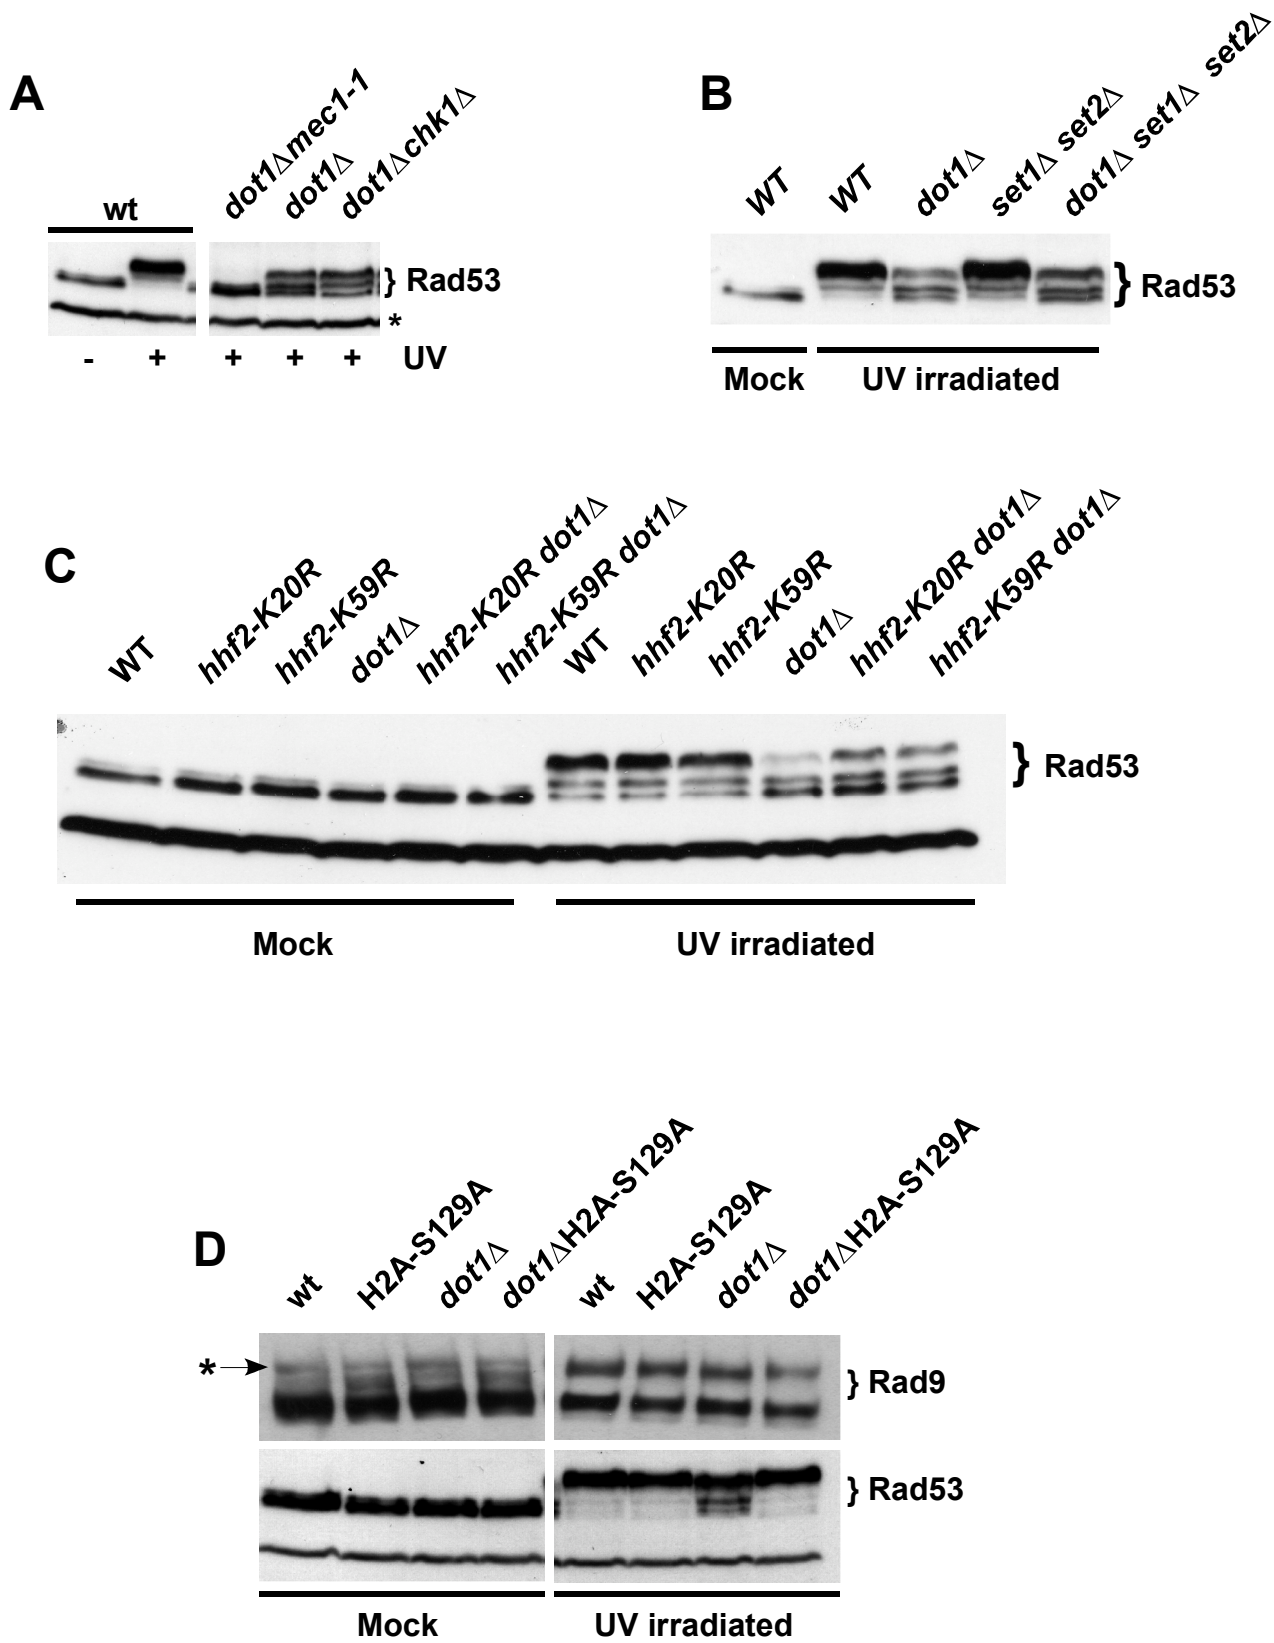 A
wt
dot1Δmec1-1
dot1Δ
dot1Δchk1Δ
} Rad53
*
- + + + + UV
B
WT
WT
dot1Δ
set1Δ set2Δ
dot1Δ set1Δ set2Δ
} Rad53
Mock UV irradiated
C
WT
hhf2-K20R
hhf2-K59R
dot1Δ
hhf2-K20R dot1Δ
hhf2-K59R dot1Δ
WT
hhf2-K20R
hhf2-K59R
dot1Δ
hhf2-K20R dot1Δ
hhf2-K59R dot1Δ
} Rad53
Mock UV irradiated
D
wt
H2A-S129A
dot1Δ
dot1ΔH2A-S129A
wt
H2A-S129A
dot1Δ
dot1ΔH2A-S129A
*
} Rad9
} Rad53
Mock UV irradiated